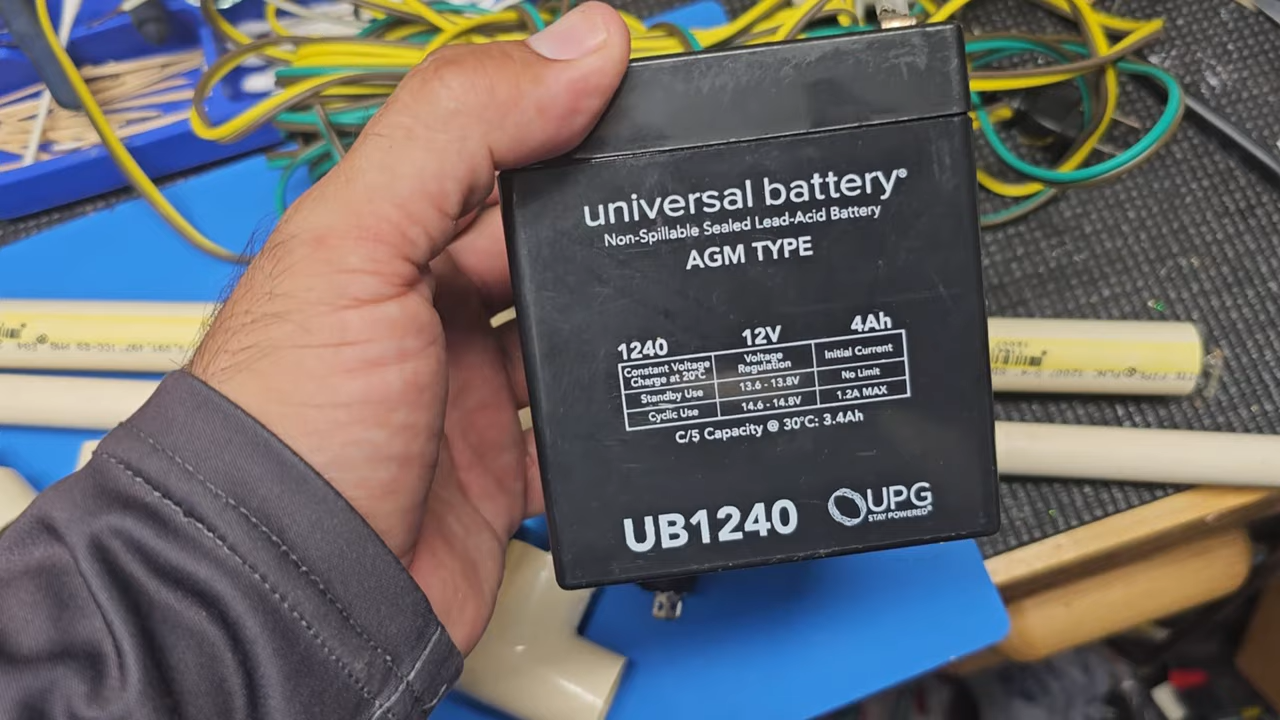 universal battery®
Non-Spillable Sealed Lead-Acid Battery
AGM TYPE
1240 12V 4Ah
Constant Voltage Charge at 20°C Voltage Regulation Initial Current
Standby Use 13.6 - 13.8V No Limit
Cyclic Use 14.6 - 14.8V 1.2A MAX
C/5 Capacity @ 30°C: 3.4Ah
UB1240 UPG
STAY POWERED®